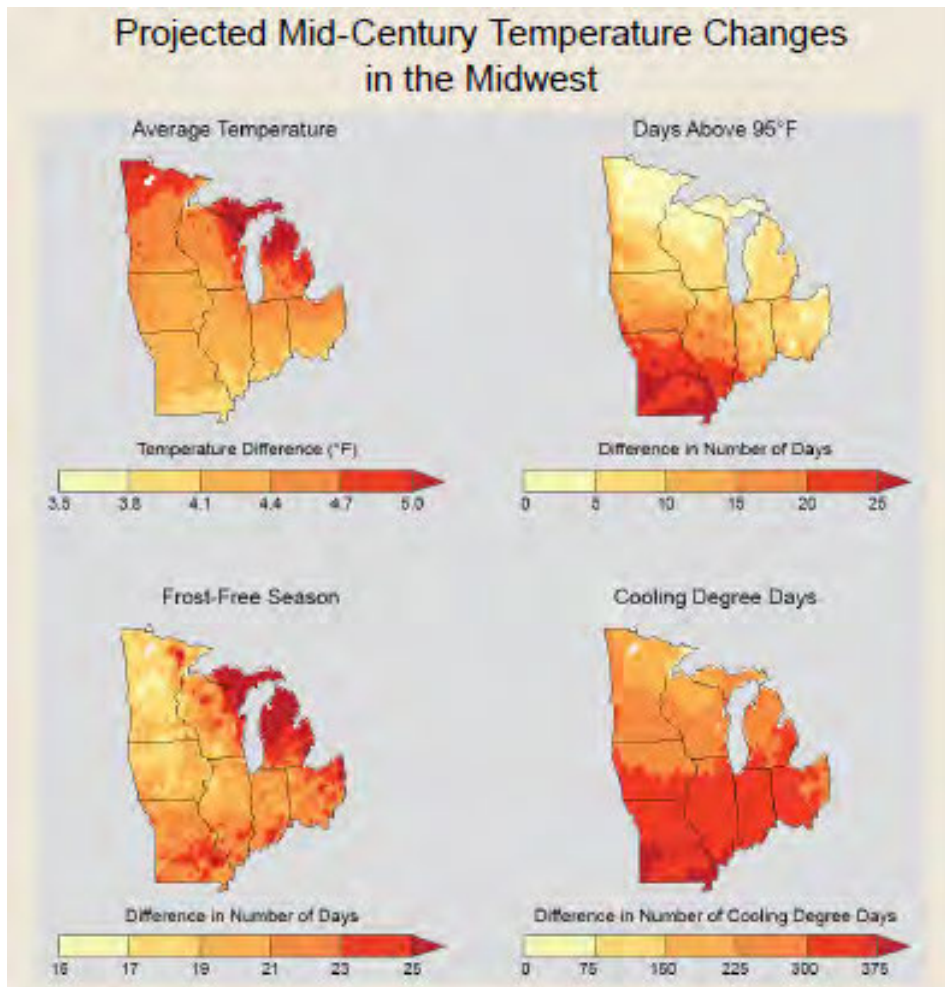 Projected Mid-Century Temperature Changes
in the Midwest
Average Temperature
Days Above 95°F
Temperature Difference (°F)
3.5 3.8 4.1 4.4 4.7 5.0
Difference in Number of Days
0 5 10 15 20 25
Frost-Free Season
Cooling Degree Days
Difference in Number of Days
16 17 19 21 23 25
Difference in Number of Cooling Degree Days
0 75 150 225 300 375